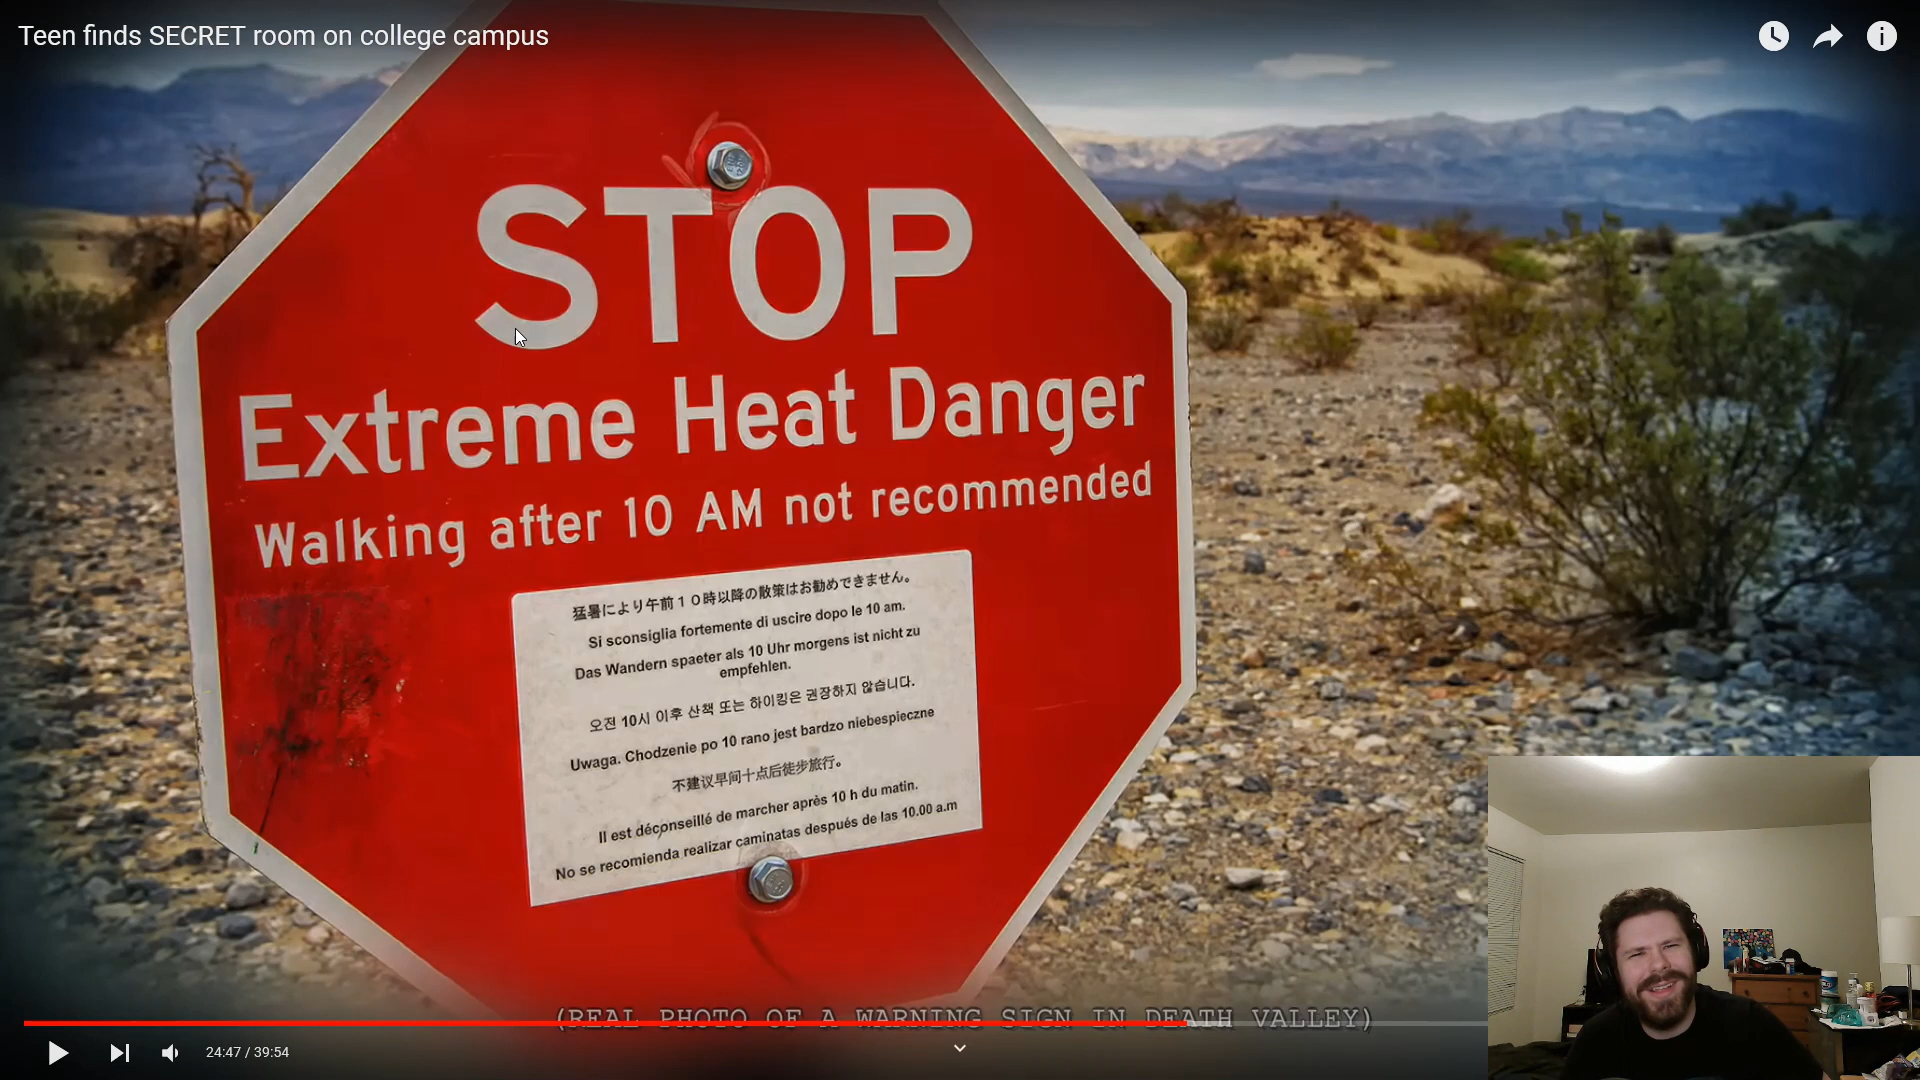 Teen finds SECRET room on college campus
STOP
Extreme Heat Danger
Walking after 10 AM not recommended
猛暑により午前10時以降の散策はお勧めできません。
Si sconsiglia fortemente di uscire dopo le 10 am.
Das Wandern spaeter als 10 Uhr morgens ist nicht zu
empfehlen.
오전 10시 이후 산책 또는 하이킹은 권장하지 않습니다.
Uwaga. Chodzenie po 10 rano jest bardzo niebespieczne
不建议早间十点后徒步旅行。
Il est déconseillé de marcher après 10 h du matin.
No se recomienda realizar caminatas después de las 10.00 a.m
(REAL PHOTO OF A WARNING SIGN IN DEATH VALLEY)
24:47 / 39:54